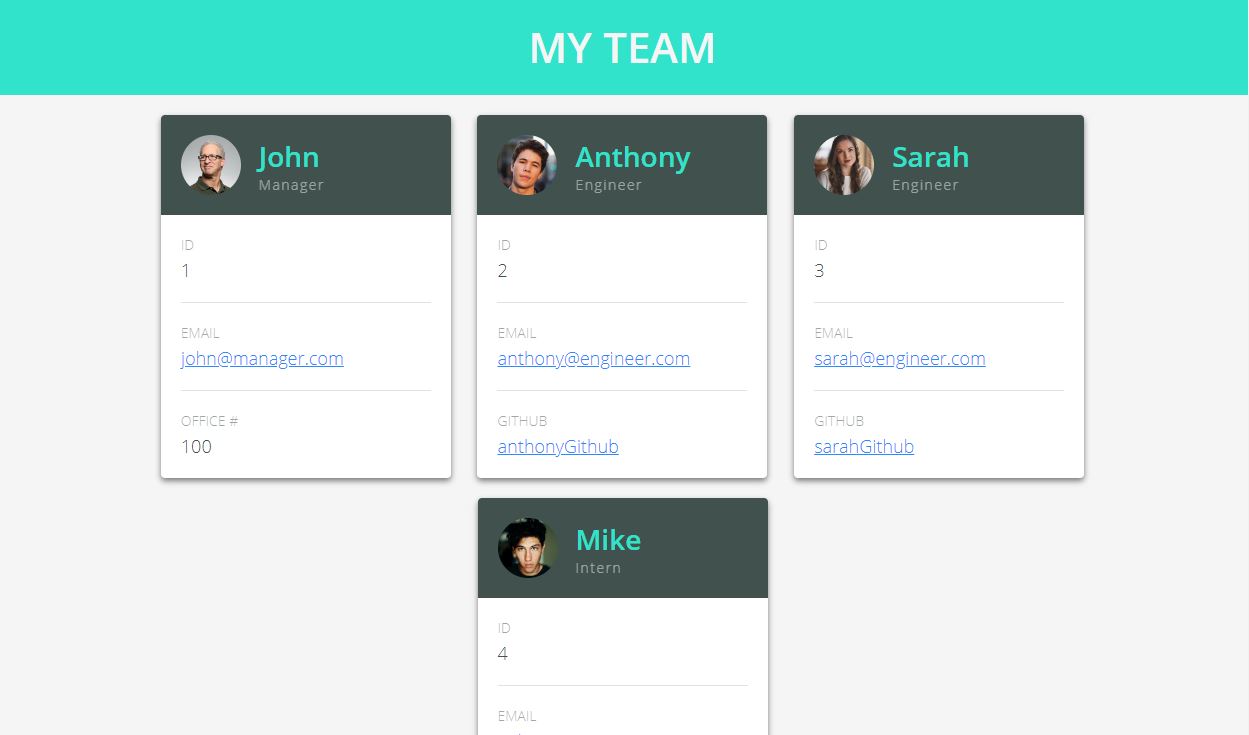 MY TEAM
John
Manager
ID
1
EMAIL
john@manager.com
OFFICE #
100
Anthony
Engineer
ID
2
EMAIL
anthony@engineer.com
GITHUB
anthonyGithub
Sarah
Engineer
ID
3
EMAIL
sarah@engineer.com
GITHUB
sarahGithub
Mike
Intern
ID
4
EMAIL